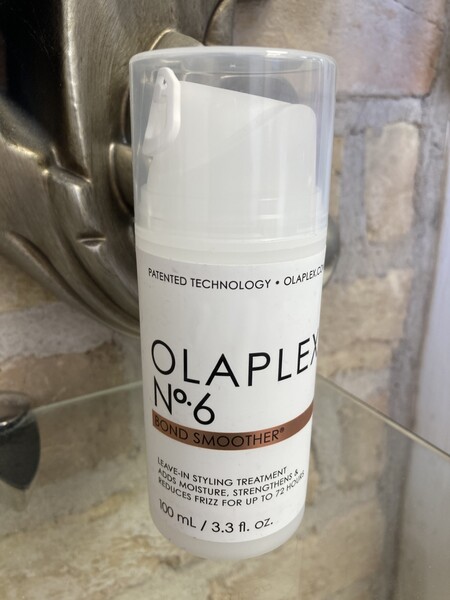 PATENTED TECHNOLOGY • OLAPLEX.CO
OLAPLEX
Nº.6
BOND SMOOTHER®
LEAVE-IN STYLING TREATMENT
ADDS MOISTURE, STRENGTHENS &
REDUCES FRIZZ FOR UP TO 72 HOURS
100 mL / 3.3 fl. oz.